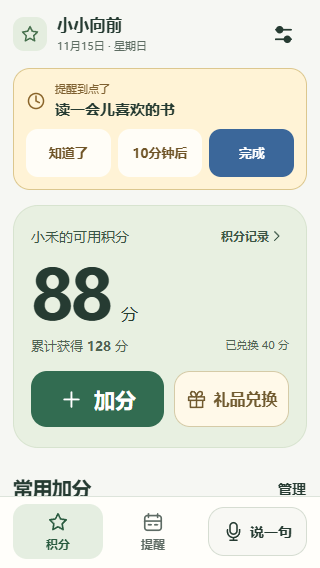 小小向前
11月15日 · 星期日
提醒到点了
读一会儿喜欢的书
知道了
10分钟后
完成
小禾的可用积分
积分记录
88 分
累计获得 128 分
已兑换 40 分
加分
礼品兑换
常用加分
管理
积分
提醒
说一句